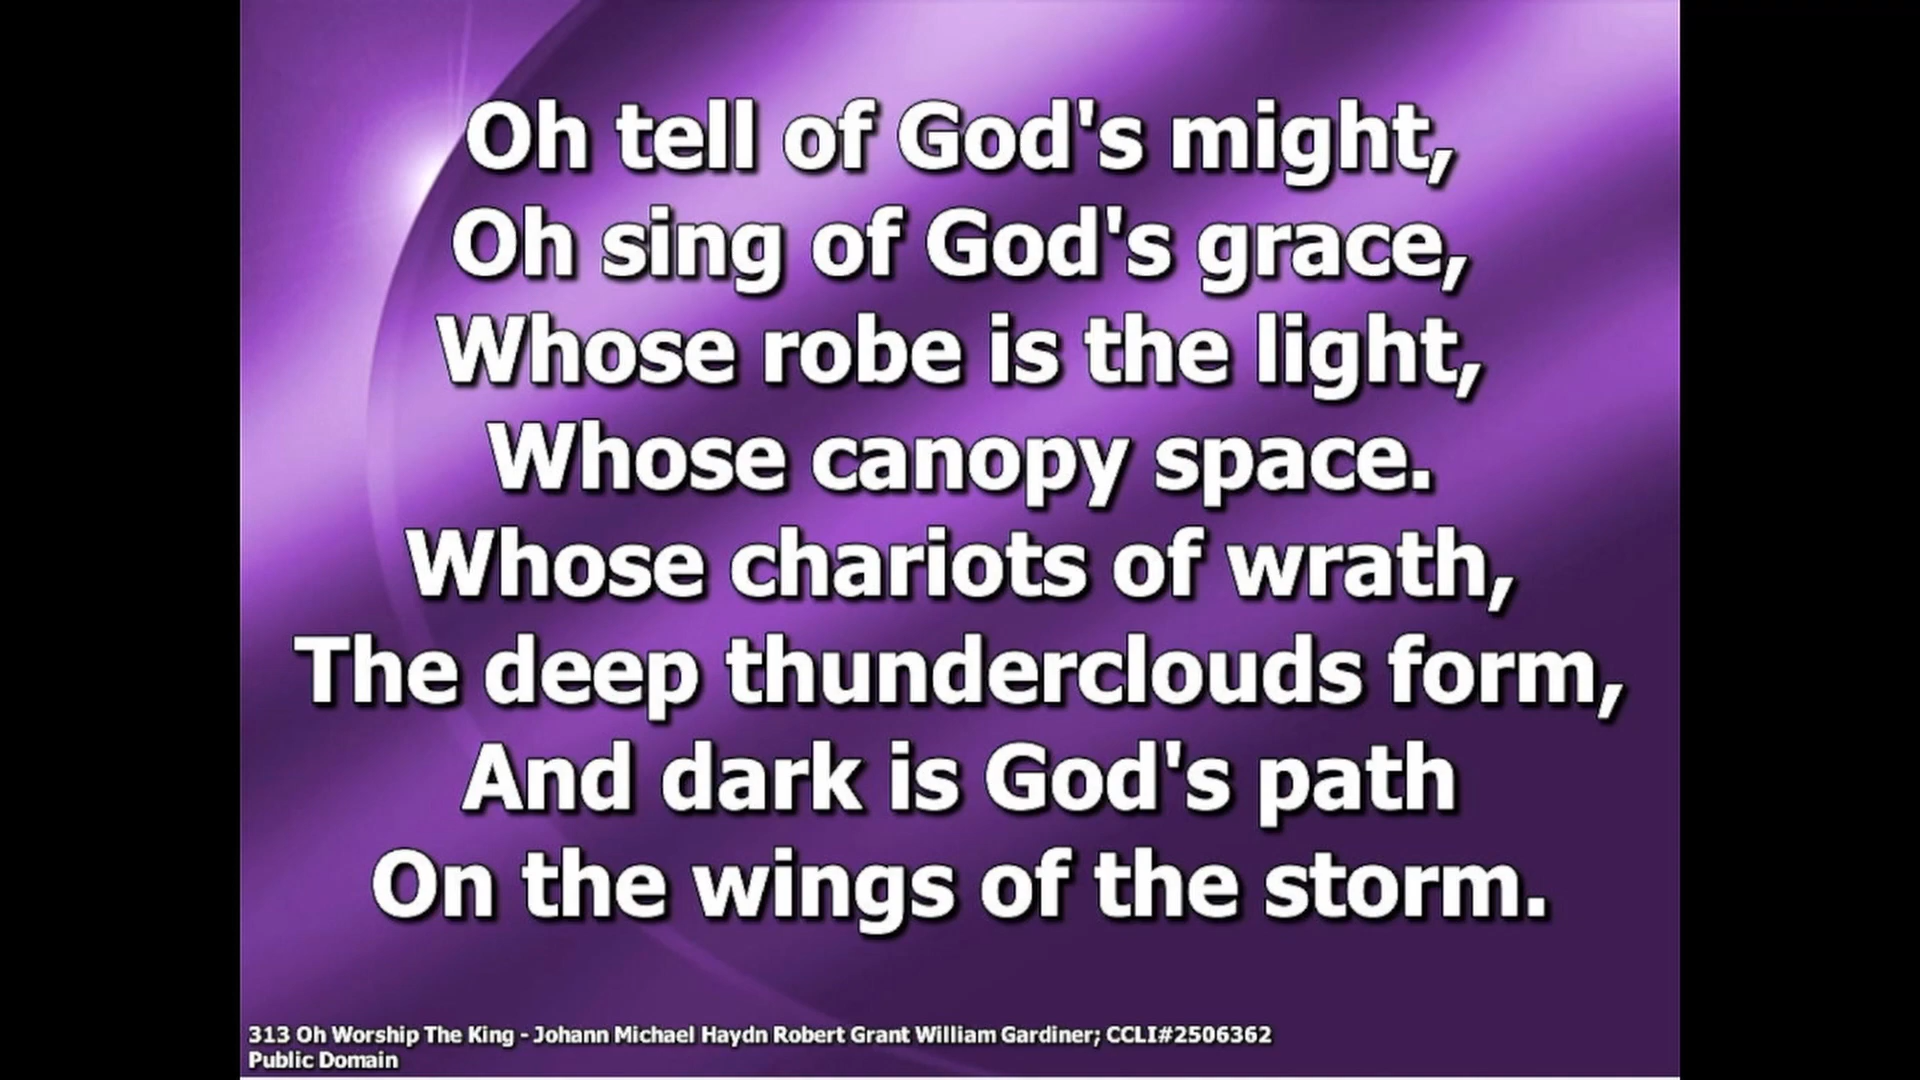 Oh tell of God's might,
Oh sing of God's grace,
Whose robe is the light,
Whose canopy space.
Whose chariots of wrath,
The deep thunderclouds form,
And dark is God's path
On the wings of the storm.
313 Oh Worship The King - Johann Michael Haydn Robert Grant William Gardiner; CCLI#2506362
Public Domain